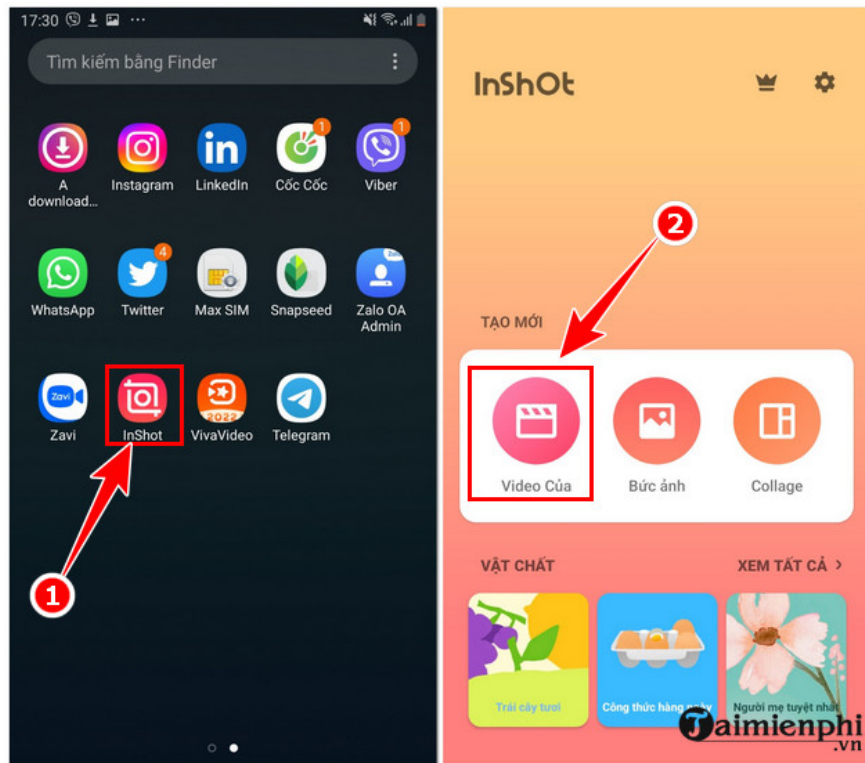 17:30
Tìm kiếm bằng Finder
1
1
A
download...
Instagram
LinkedIn
Cốc Cốc
Viber
4
Zalo
WhatsApp
Twitter
Max SIM
Snapseed
Zalo OA
Admin
Zavi
2022
Zavi
InShot
VivaVideo
Telegram
1
InShOt
2
TẠO MỚI
Video Của
Bức ảnh
Collage
VẬT CHẤT
XEM TẤT CẢ >
Trái cây tươi
Công thức hàng ngày
Người mẹ tuyệt nhất
Taimienphi
.vn